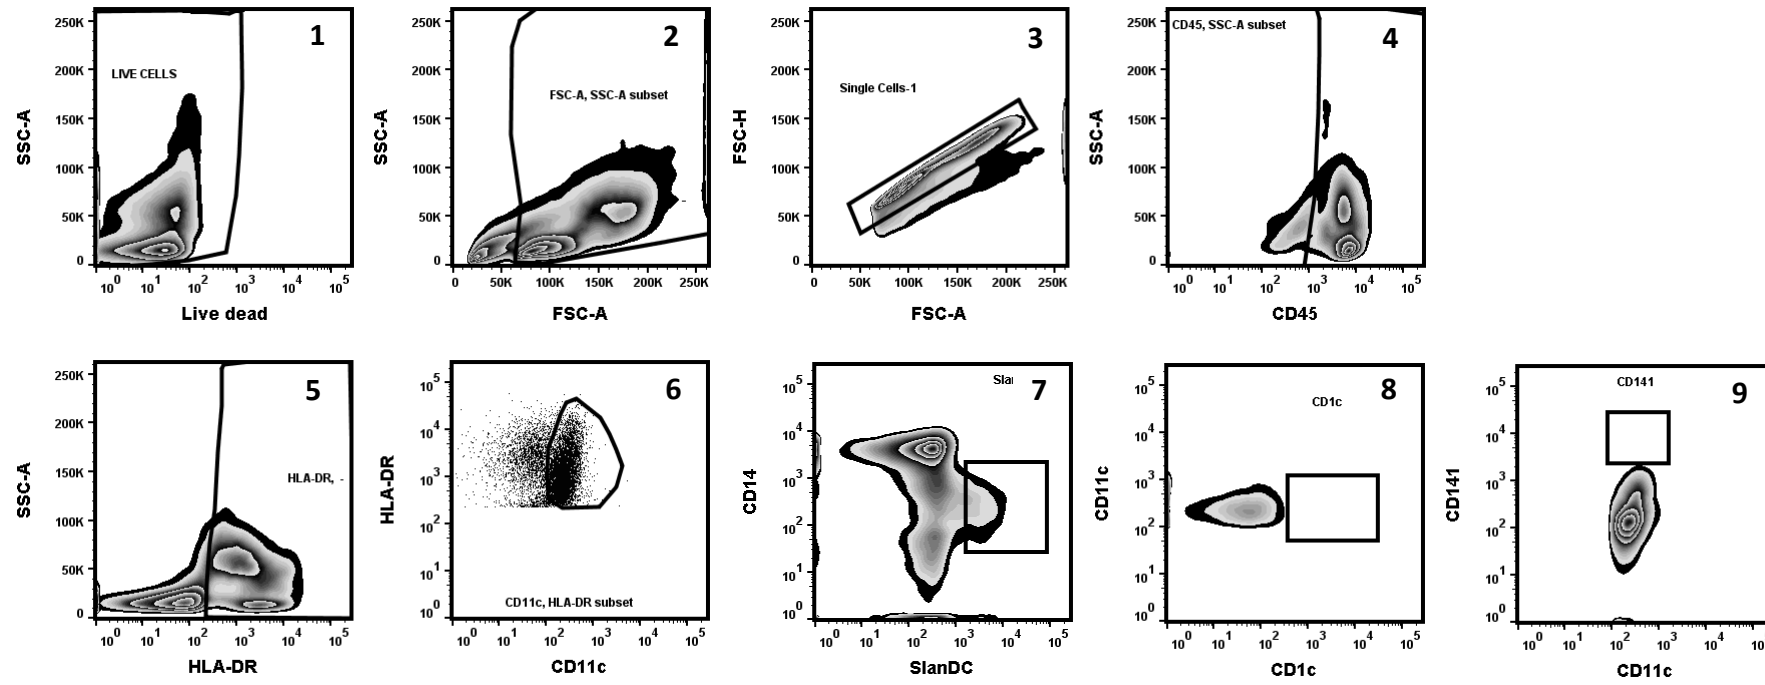 1
2
3
4
250K
200K
150K
100K
50K
0
SSC-A
LIVE CELLS
10^0 10^1 10^2 10^3 10^4 10^5
Live dead
250K
200K
150K
100K
50K
0
SSC-A
FSC-A, SSC-A subset
0 50K 100K 150K 200K 250K
FSC-A
250K
200K
150K
100K
50K
0
FSC-H
Single Cells-1
0 50K 100K 150K 200K 250K
FSC-A
250K
200K
150K
100K
50K
0
SSC-A
CD45, SSC-A subset
10^0 10^1 10^2 10^3 10^4 10^5
CD45
5
6
7
8
9
250K
200K
150K
100K
50K
0
SSC-A
HLA-DR, -
10^0 10^1 10^2 10^3 10^4 10^5
HLA-DR
10^5
10^4
10^3
10^2
10^1
10^0
HLA-DR
CD11c, HLA-DR subset
10^0 10^1 10^2 10^3 10^4 10^5
CD11c
10^5
10^4
10^3
10^2
10^1
10^0
CD14
10^0 10^1 10^2 10^3 10^4 10^5
SlanDC
10^5
10^4
10^3
10^2
10^1
10^0
CD11c
CD1c
10^0 10^1 10^2 10^3 10^4 10^5
CD1c
10^5
10^4
10^3
10^2
10^1
10^0
CD141
CD141
10^0 10^1 10^2 10^3 10^4 10^5
CD11c